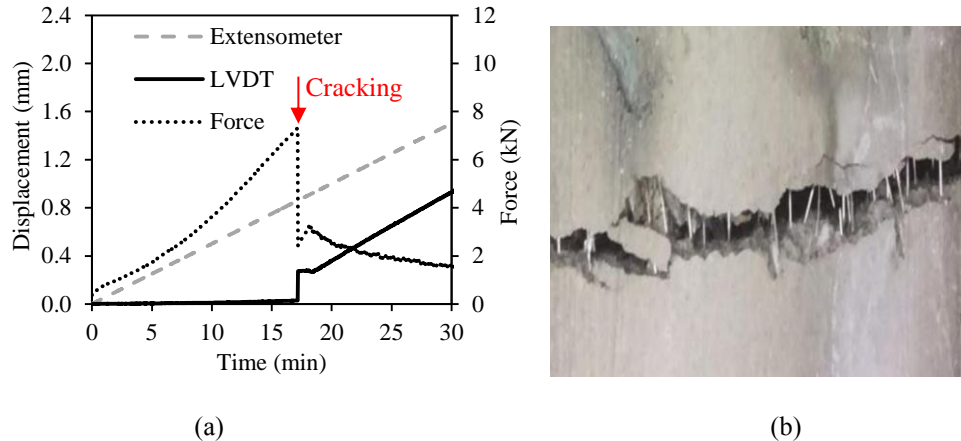 2.4
2.0
1.6
1.2
0.8
0.4
0.0
Displacement (mm)
Extensometer
LVDT
Force
Cracking
12
10
8
6
4
2
0
Force (kN)
0 5 10 15 20 25 30
Time (min)
(a)
(b)